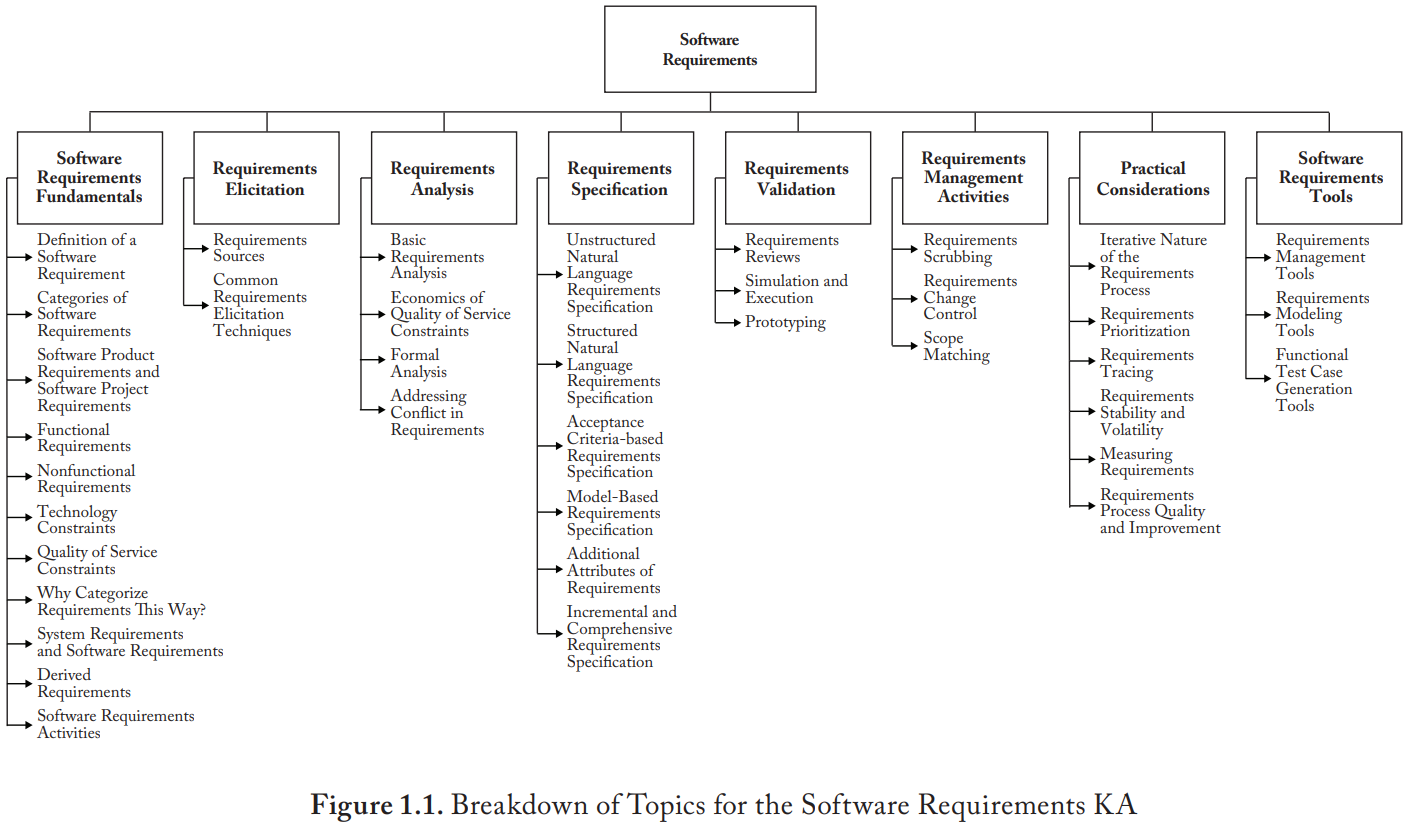 Software
Requirements
Software
Requirements
Fundamentals
Definition of a
Software
Requirement
Categories of
Software
Requirements
Software Product
Requirements and
Software Project
Requirements
Functional
Requirements
Nonfunctional
Requirements
Technology
Constraints
Quality of Service
Constraints
Why Categorize
Requirements This Way?
System Requirements
and Software Requirements
Derived
Requirements
Software Requirements
Activities
Requirements
Elicitation
Requirements
Sources
Common
Requirements
Elicitation
Techniques
Requirements
Analysis
Basic
Requirements
Analysis
Economics of
Quality of Service
Constraints
Formal
Analysis
Addressing
Conflict in
Requirements
Requirements
Specification
Unstructured
Natural
Language
Requirements
Specification
Structured
Natural
Language
Requirements
Specification
Acceptance
Criteria-based
Requirements
Specification
Model-Based
Requirements
Specification
Additional
Attributes of
Requirements
Incremental and
Comprehensive
Requirements
Specification
Requirements
Validation
Requirements
Reviews
Simulation and
Execution
Prototyping
Requirements
Management
Activities
Requirements
Scrubbing
Requirements
Change
Control
Scope
Matching
Practical
Considerations
Iterative Nature
of the
Requirements
Process
Requirements
Prioritization
Requirements
Tracing
Requirements
Stability and
Volatility
Measuring
Requirements
Requirements
Process Quality
and Improvement
Software
Requirements
Tools
Requirements
Management
Tools
Requirements
Modeling
Tools
Functional
Test Case
Generation
Tools
Figure 1.1. Breakdown of Topics for the Software Requirements KA